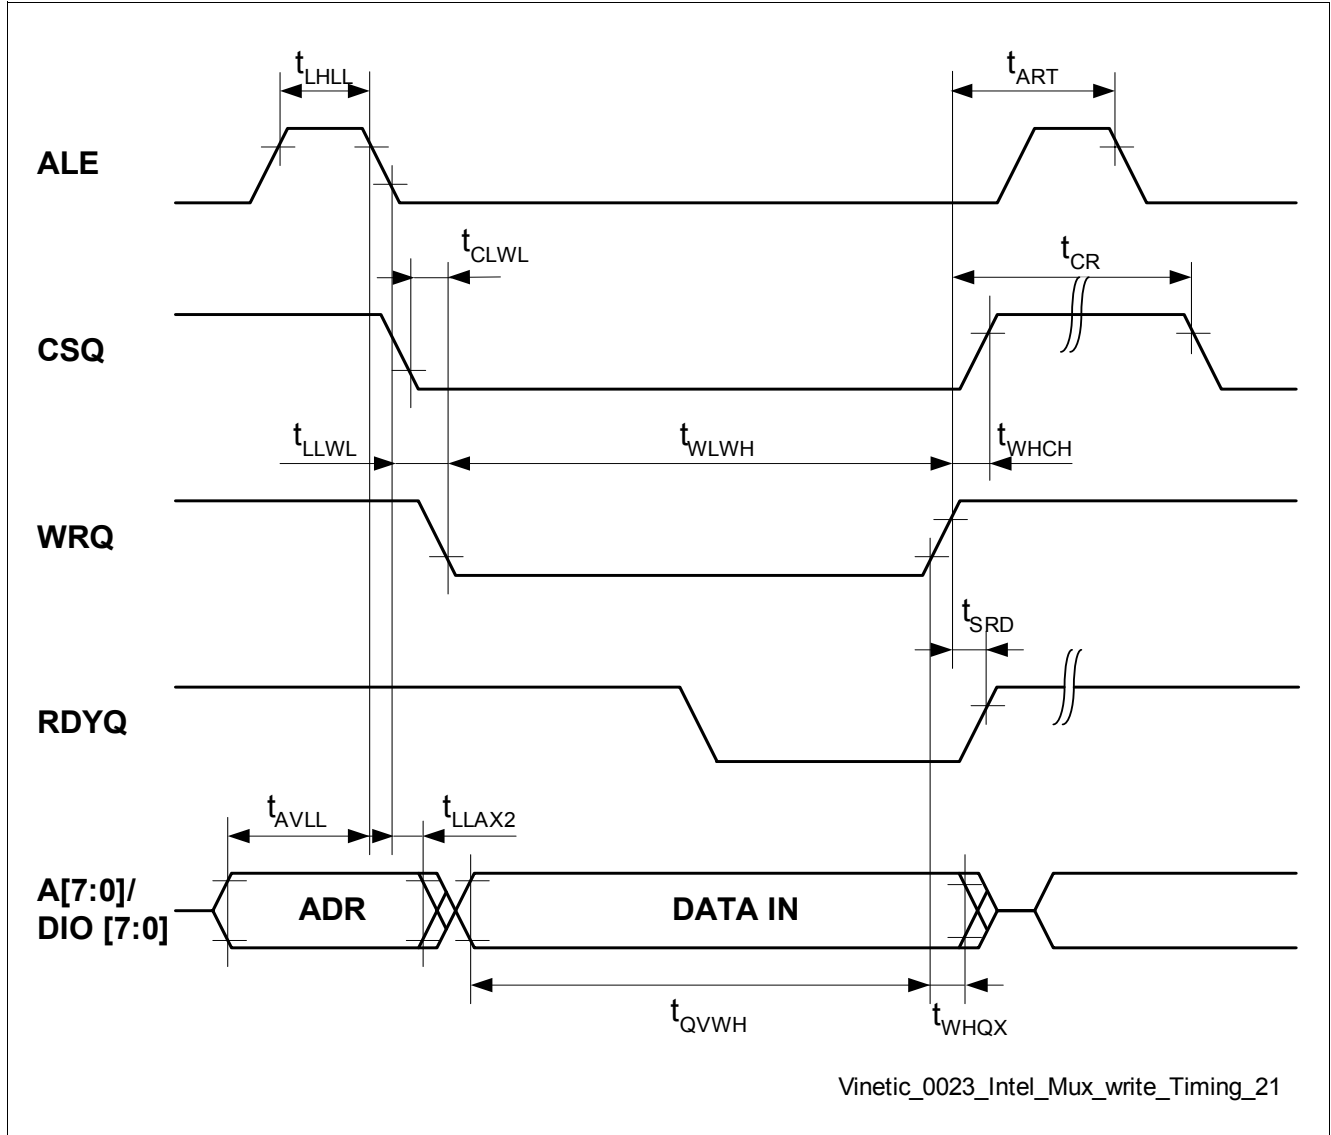 tLHLL
tART
ALE
tCLWL
tCR
CSQ
tLLWL
tWLWH
tWHCH
WRQ
tSRD
RDYQ
tAVLL
tLLAX2
A[7:0]/
DIO [7:0]
ADR
DATA IN
tQVWH
tWHQX
Vinetic_0023_Intel_Mux_write_Timing_21